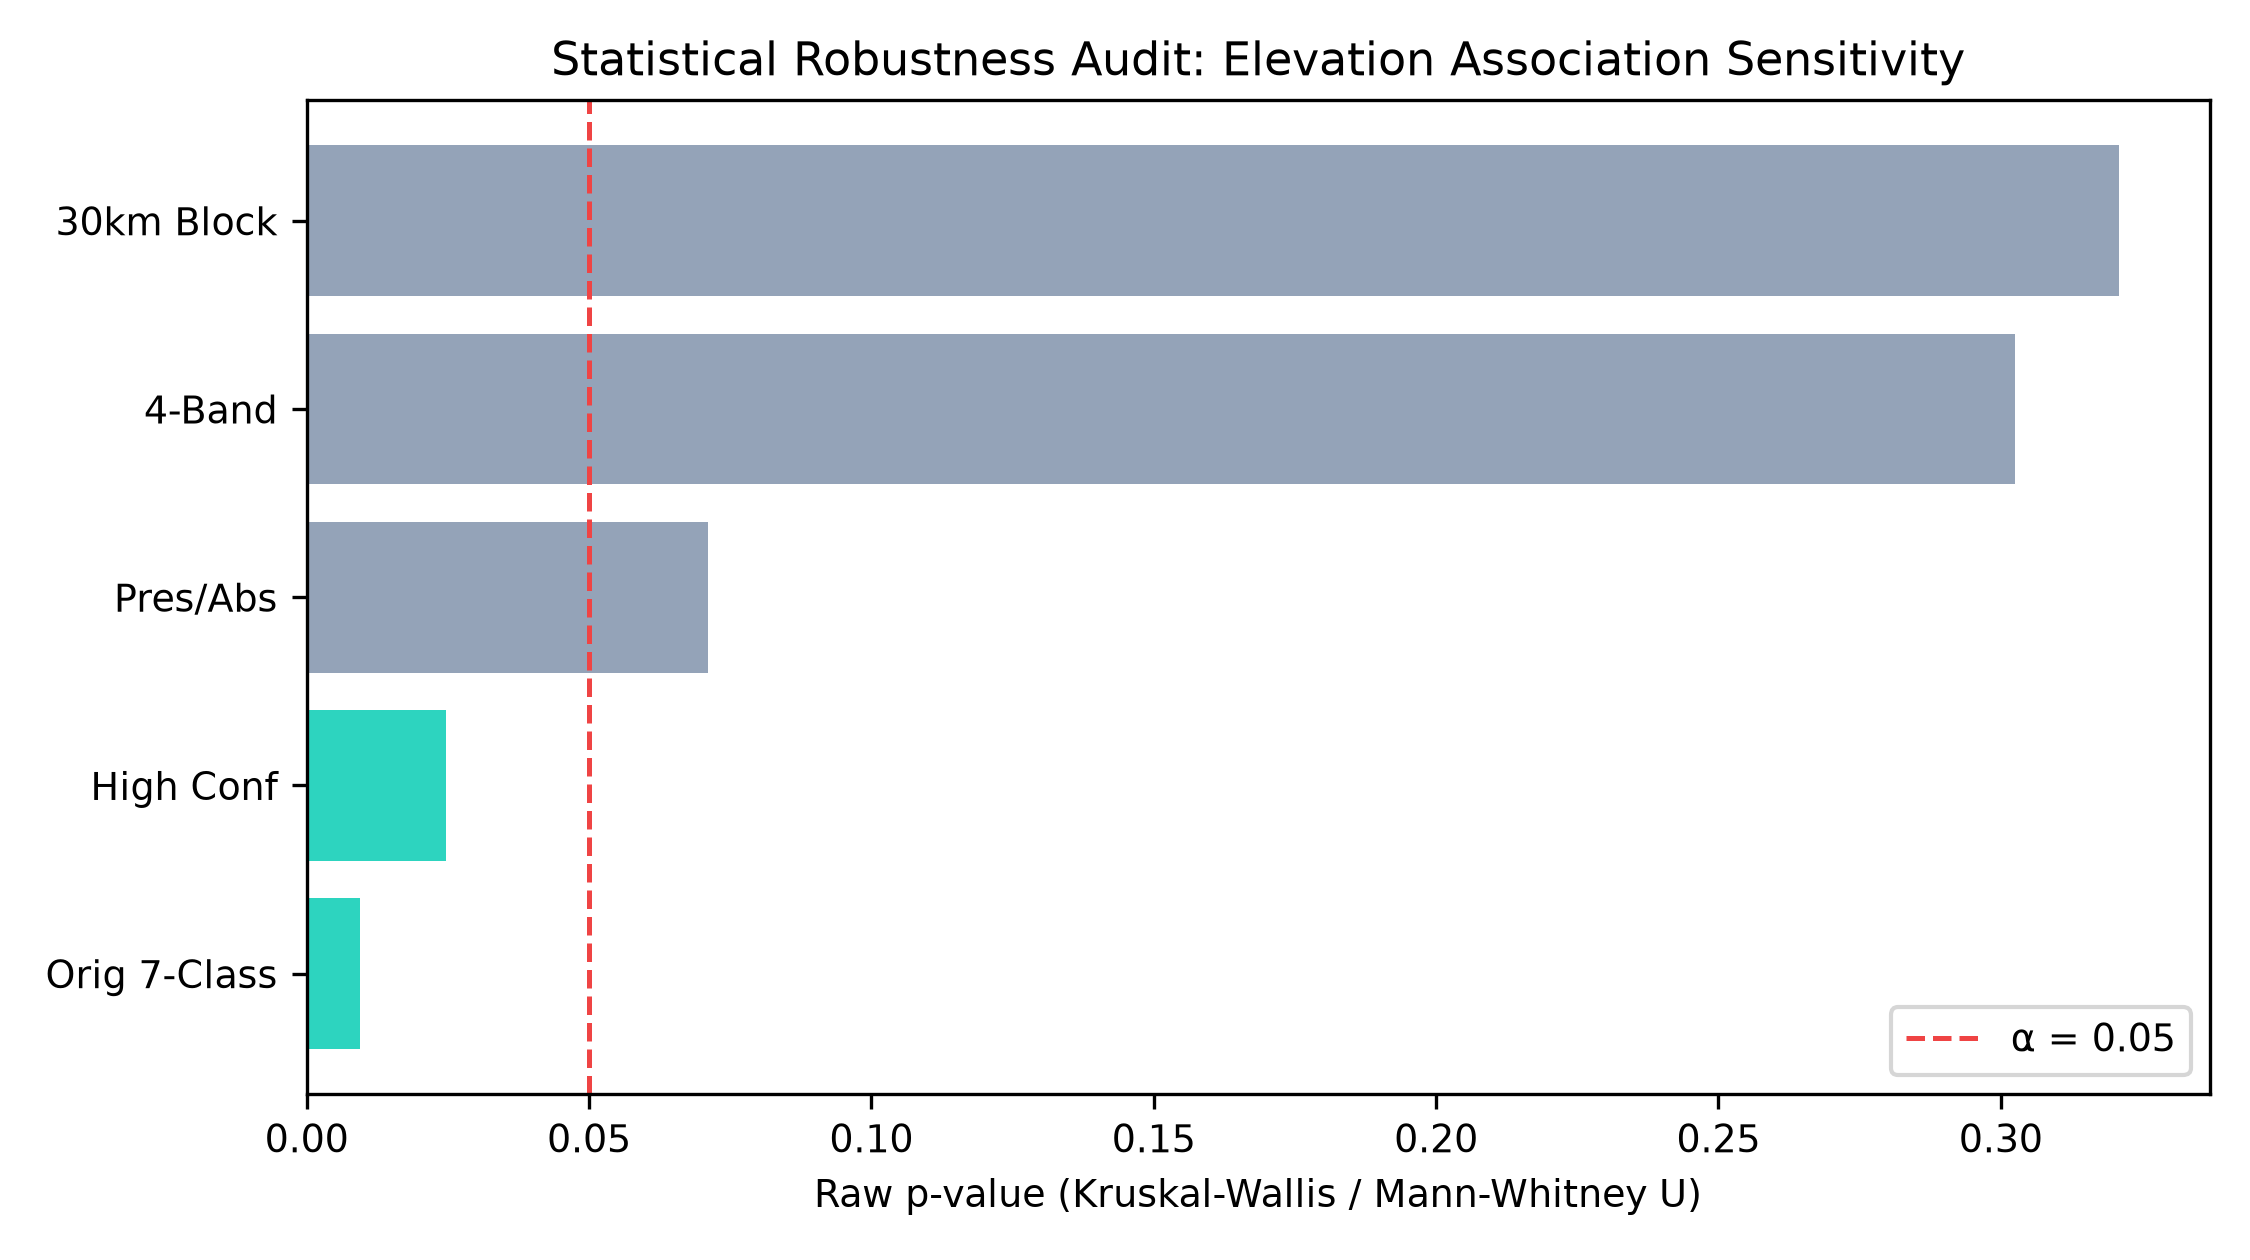 Statistical Robustness Audit: Elevation Association Sensitivity
30km Block
4-Band
Pres/Abs
High Conf
Orig 7-Class
α = 0.05
0.00 0.05 0.10 0.15 0.20 0.25 0.30
Raw p-value (Kruskal-Wallis / Mann-Whitney U)